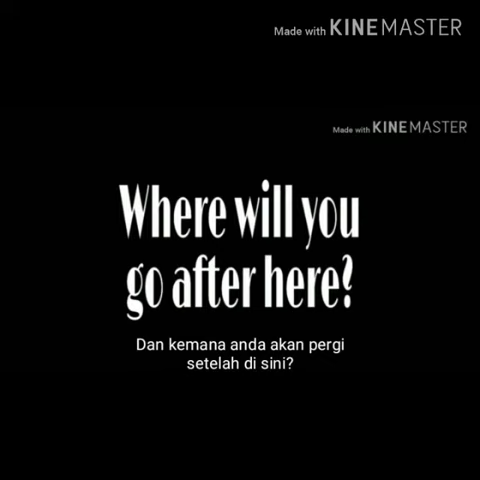 Made with KINEMASTER
Made with KINEMASTER
Where will you
go after here?
Dan kemana anda akan pergi
setelah di sini?